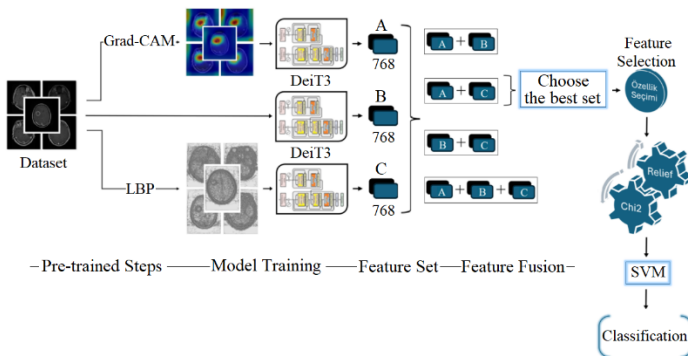 Grad-CAM
Dataset
LBP
DeiT3
DeiT3
A
768
B
768
C
768
A + B
A + C
B + C
A + B + C
Choose
the best set
Feature
Selection
Özellik
Seçimi
Relief
Chi2
SVM
Classification
Pre-trained Steps
Model Training
Feature Set
Feature Fusion